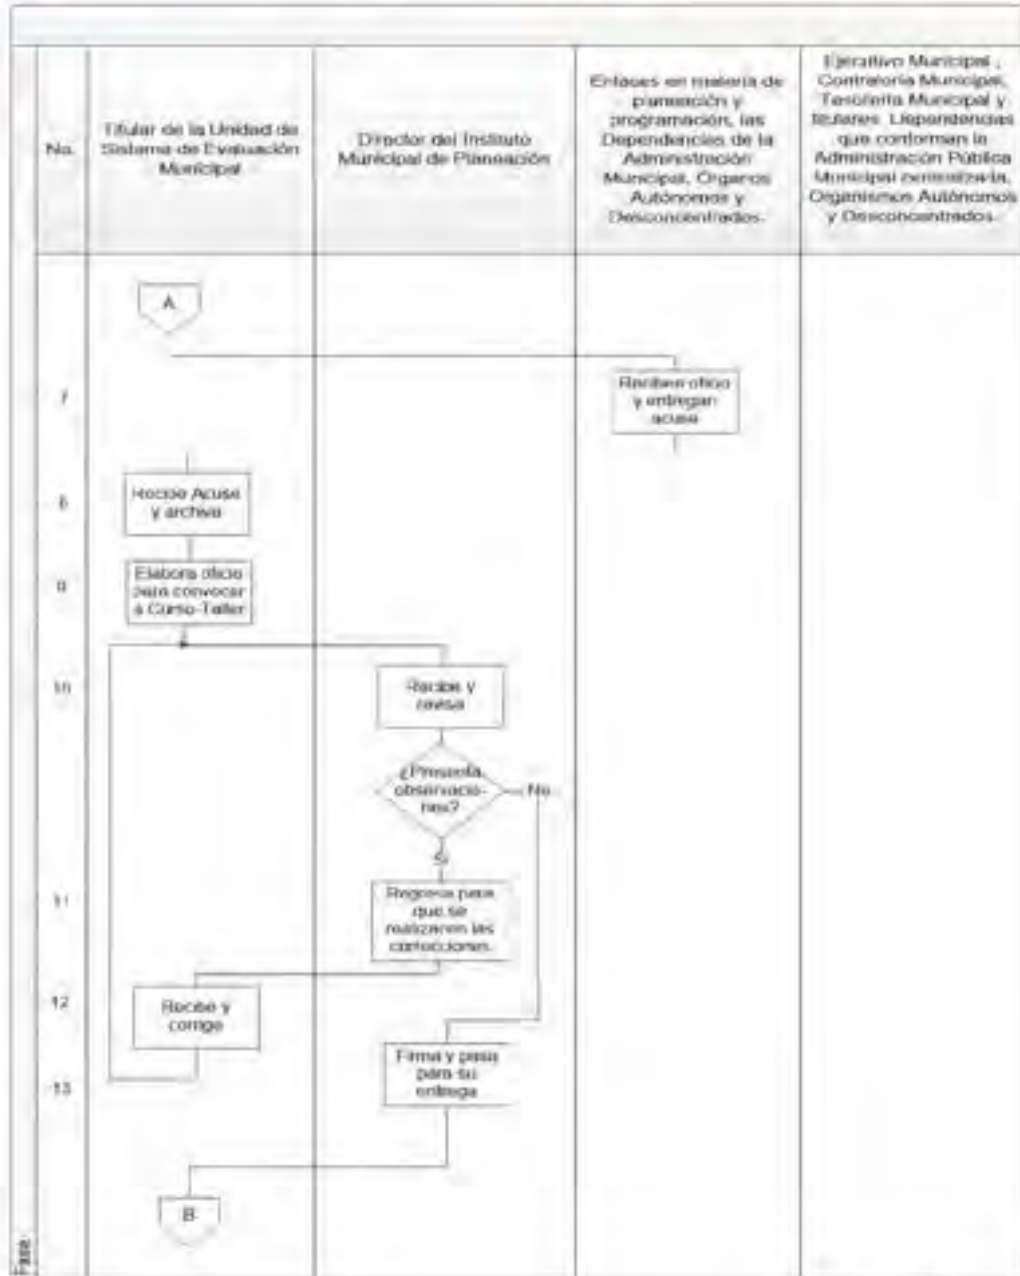 No.
Titular de la Unidad de
Sistema de Evaluación
Municipal
Director del Instituto
Municipal de Planeación
Enlaces en materia de
planeación y
programación, las
Dependencias de la
Administración
Municipal, Órganos
Autónomos y
Desconcentrados.
Ejecutivo Municipal,
Contraloría Municipal,
Tesorería Municipal y
titulares Dependencias
que conforman la
Administración Pública
Municipal centralizada,
Organismos Autónomos
y Desconcentrados.
A
7
Reciben oficio
y entregan
acuse
8
Recibe Acuse
y archiva
9
Elabora oficio
para convocar
a Curso-Taller
10
Recibe y
revisa
¿Presenta
observacio-
nes?
No
Si
11
Regresa para
que se
realizaren las
correcciones.
12
Recibe y
corrige
13
Firma y pasa
para su
entrega
B
Fase